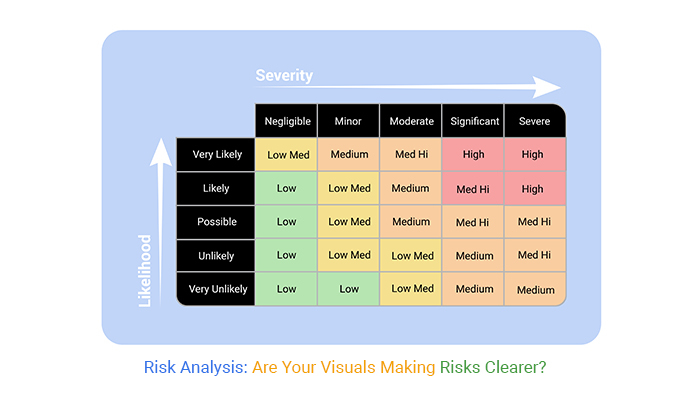 Severity
Negligible Minor Moderate Significant Severe
Very Likely Low Med Medium Med Hi High High
Likely Low Low Med Medium Med Hi High
Possible Low Low Med Medium Med Hi Med Hi
Unlikely Low Low Med Low Med Medium Med Hi
Very Unlikely Low Low Low Med Medium Medium
Likelihood
Risk Analysis: Are Your Visuals Making Risks Clearer?